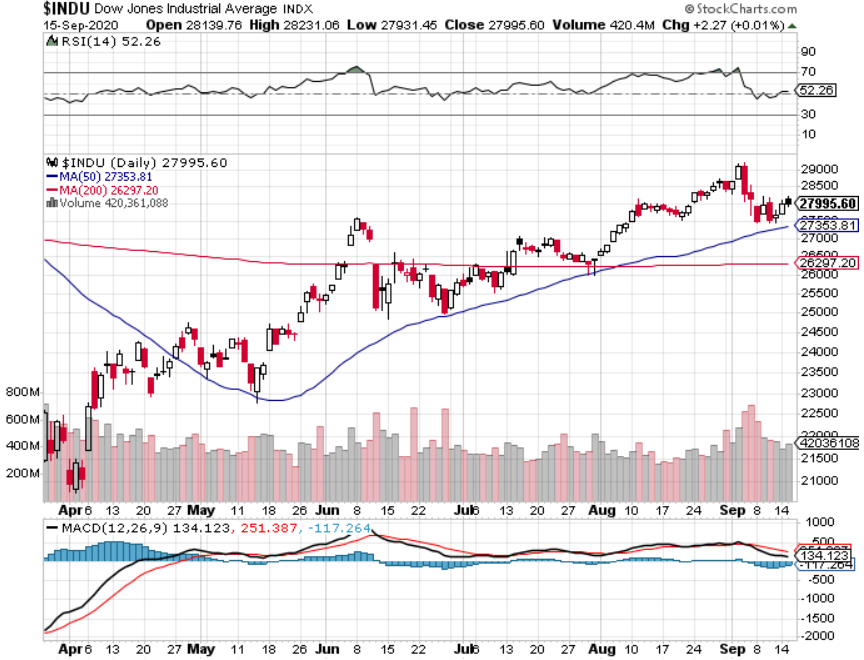 $INDU Dow Jones Industrial Average INDX
© StockCharts.com
15-Sep-2020 Open 28139.76 High 28231.06 Low 27931.45 Close 27995.60 Volume 420.4M Chg +2.27 (+0.01%)
RSI(14) 52.26
90
70
52.26
30
10
$INDU (Daily) 27995.60
MA(50) 27353.81
MA(200) 26297.20
Volume 420,361,088
29000
28500
27995.60
27353.81
27000
26297.20
26000
25500
25000
24500
24000
23500
23000
22500
22000
42036108
21500
21000
800M
600M
400M
200M
Apr 6 13 20 27 May 11 18 26 Jun 8 15 22 Jul 6 13 20 27 Aug 10 17 24 Sep 8 14
MACD(12,26,9) 134.123, 251.387, -117.264
1000
500
134.123
-117.264
-500
-1000
-1500
-2000
Apr 6 13 20 27 May 11 18 26 Jun 8 15 22 Jul 6 13 20 27 Aug 10 17 24 Sep 8 14